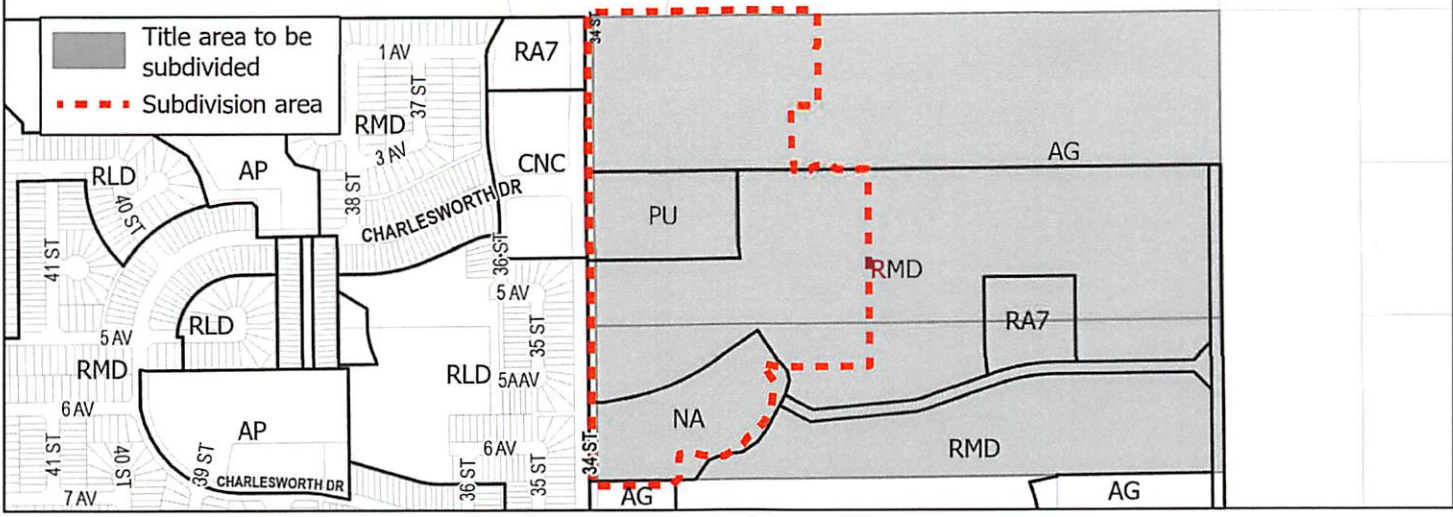 Title area to be
subdivided
Subdivision area
1 AV
37 ST
RMD
3 AV
38 ST
CHARLESWORTH DR
RA7
CNC
34 ST
AG
RLD
AP
40 ST
41 ST
36 ST
PU
RMD
5 AV
RLD
5 AV
35 ST
RA7
RMD
RLD
5AAV
6 AV
AP
6 AV
NA
RMD
41 ST
40 ST
39 ST
CHARLESWORTH DR
7 AV
36 ST
35 ST
34 ST
AG
AG